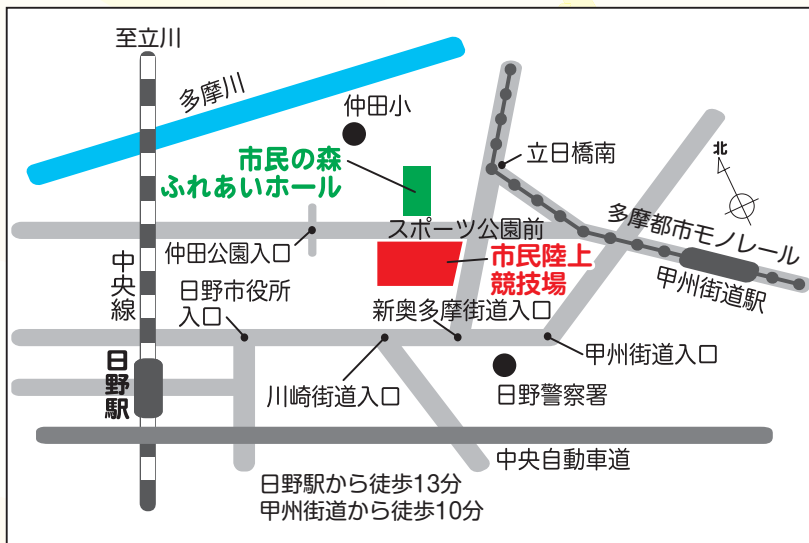 至立川
多摩川
仲田小
市民の森
ふれあいホール
立日橋南
北
スポーツ公園前
多摩都市モノレール
仲田公園入口
市民陸上
競技場
甲州街道駅
中央線
日野市役所
入口
新奥多摩街道入口
甲州街道入口
日野駅
川崎街道入口
日野警察署
中央自動車道
日野駅から徒歩13分
甲州街道から徒歩10分